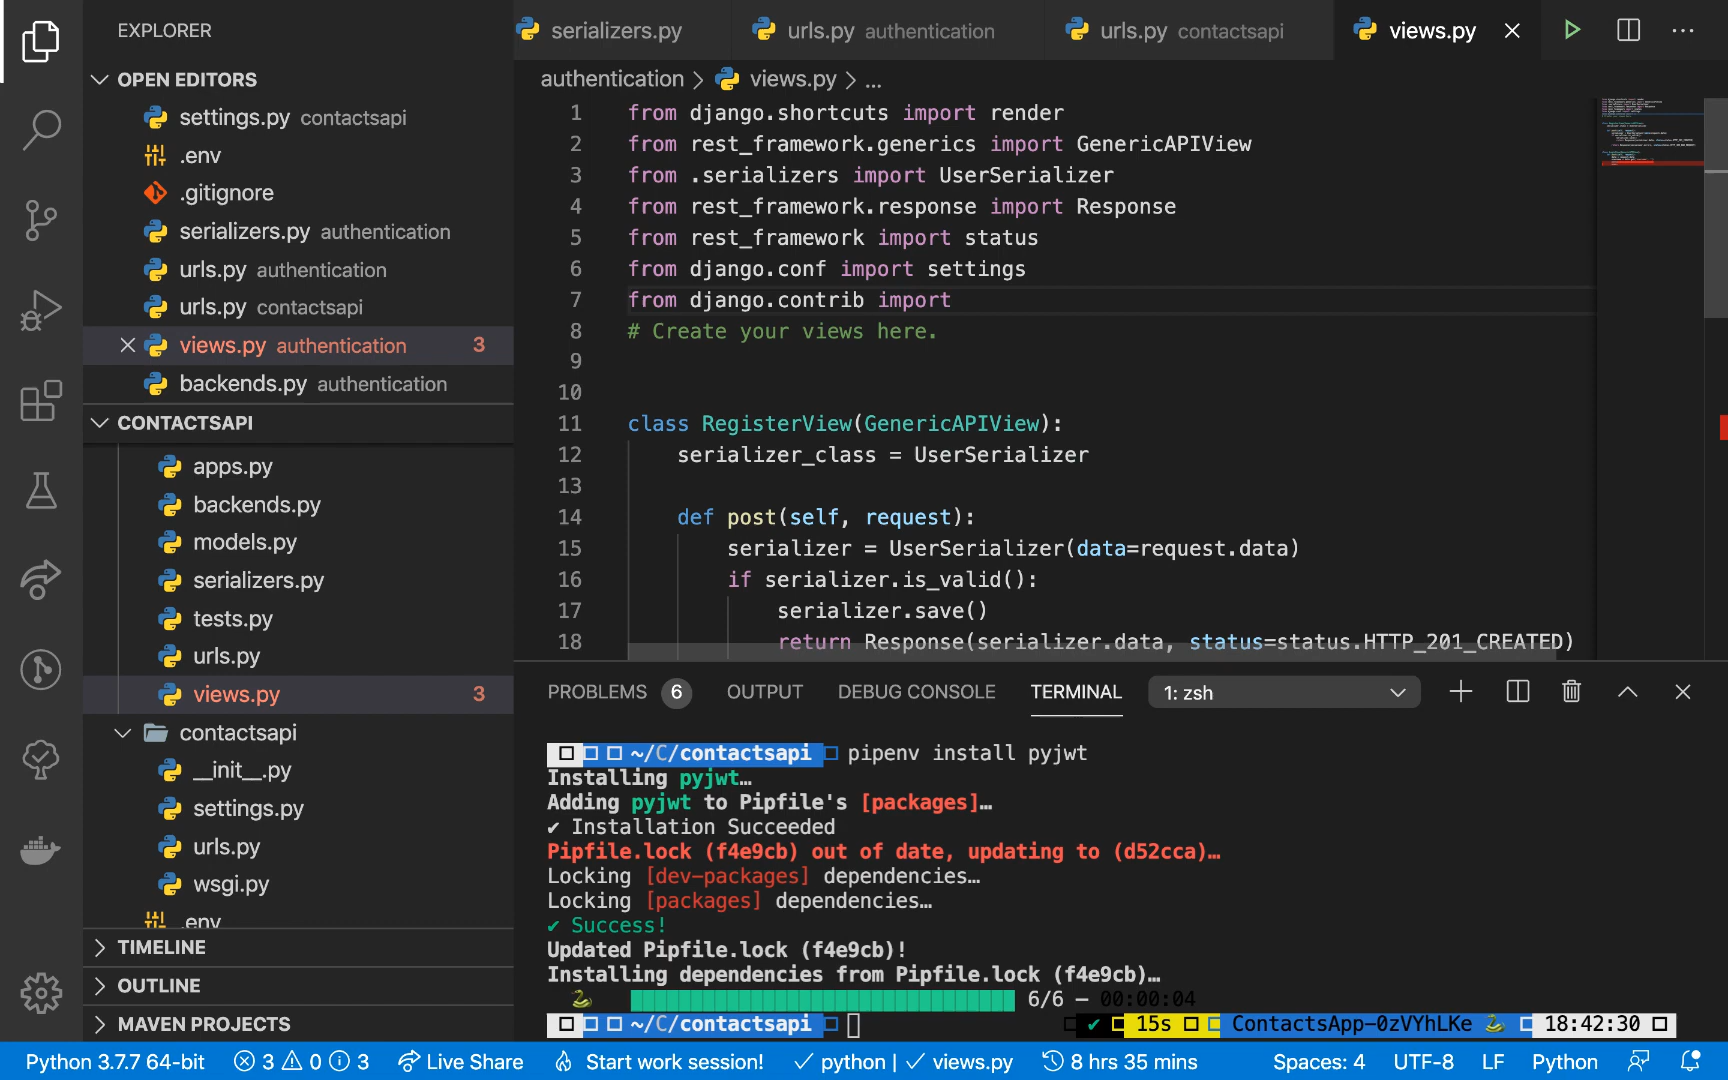 EXPLORER
OPEN EDITORS
settings.py contactsapi
.env
.gitignore
serializers.py authentication
urls.py authentication
urls.py contactsapi
views.py authentication 3
backends.py authentication
CONTACTSAPI
apps.py
backends.py
models.py
serializers.py
tests.py
urls.py
views.py 3
contactsapi
__init__.py
settings.py
urls.py
wsgi.py
.env
TIMELINE
OUTLINE
MAVEN PROJECTS
serializers.py urls.py authentication urls.py contactsapi views.py
authentication > views.py > ...
1 from django.shortcuts import render
2 from rest_framework.generics import GenericAPIView
3 from .serializers import UserSerializer
4 from rest_framework.response import Response
5 from rest_framework import status
6 from django.conf import settings
7 from django.contrib import
8 # Create your views here.
9
10
11 class RegisterView(GenericAPIView):
12 serializer_class = UserSerializer
13
14 def post(self, request):
15 serializer = UserSerializer(data=request.data)
16 if serializer.is_valid():
17 serializer.save()
18 return Response(serializer.data, status=status.HTTP_201_CREATED)
PROBLEMS 6 OUTPUT DEBUG CONSOLE TERMINAL 1: zsh
~/C/contactsapi pipenv install pyjwt
Installing pyjwt…
Adding pyjwt to Pipfile's [packages]…
✔ Installation Succeeded
Pipfile.lock (f4e9cb) out of date, updating to (d52cca)…
Locking [dev-packages] dependencies…
Locking [packages] dependencies…
✔ Success!
Updated Pipfile.lock (f4e9cb)!
Installing dependencies from Pipfile.lock (f4e9cb)…
🐍 6/6 — 00:00:04
~/C/contactsapi ✔ 15s ContactsApp-0zVYhLKe 🐍 18:42:30
Python 3.7.7 64-bit 3 0 3 Live Share Start work session! ✓ python | ✓ views.py 8 hrs 35 mins Spaces: 4 UTF-8 LF Python